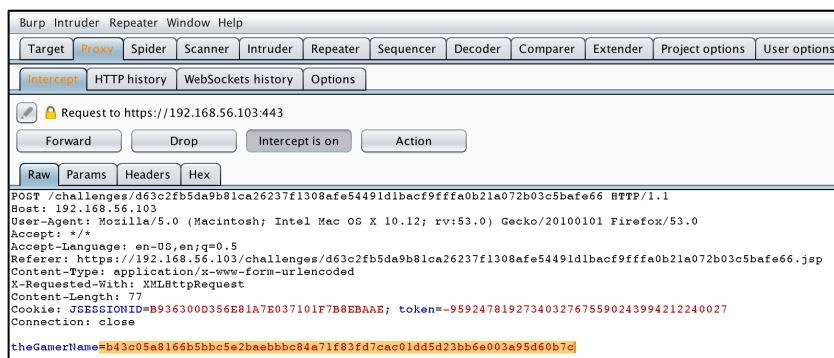 Burp Intruder Repeater Window Help
Target Proxy Spider Scanner Intruder Repeater Sequencer Decoder Comparer Extender Project options User options
Intercept HTTP history WebSockets history Options
Request to https://192.168.56.103:443
Forward Drop Intercept is on Action
Raw Params Headers Hex
POST /challenges/d63c2fb5da9b81ca26237f1308afe54491d1bacf9fffa0b21a072b03c5bafe66 HTTP/1.1
Host: 192.168.56.103
User-Agent: Mozilla/5.0 (Macintosh; Intel Mac OS X 10.12; rv:53.0) Gecko/20100101 Firefox/53.0
Accept: */*
Accept-Language: en-US,en;q=0.5
Referer: https://192.168.56.103/challenges/d63c2fb5da9b81ca26237f1308afe54491d1bacf9fffa0b21a072b03c5bafe66.jsp
Content-Type: application/x-www-form-urlencoded
X-Requested-With: XMLHttpRequest
Content-Length: 77
Cookie: JSESSIONID=B936300D356E81A7E037101F7B8EBAAE; token=-95924781927340327675590243994212240027
Connection: close
theGamerName=b43c05a8166b5bbc5e2baebbbc84a71f83fd7cac01dd5d23bb6e003a95d60b7c